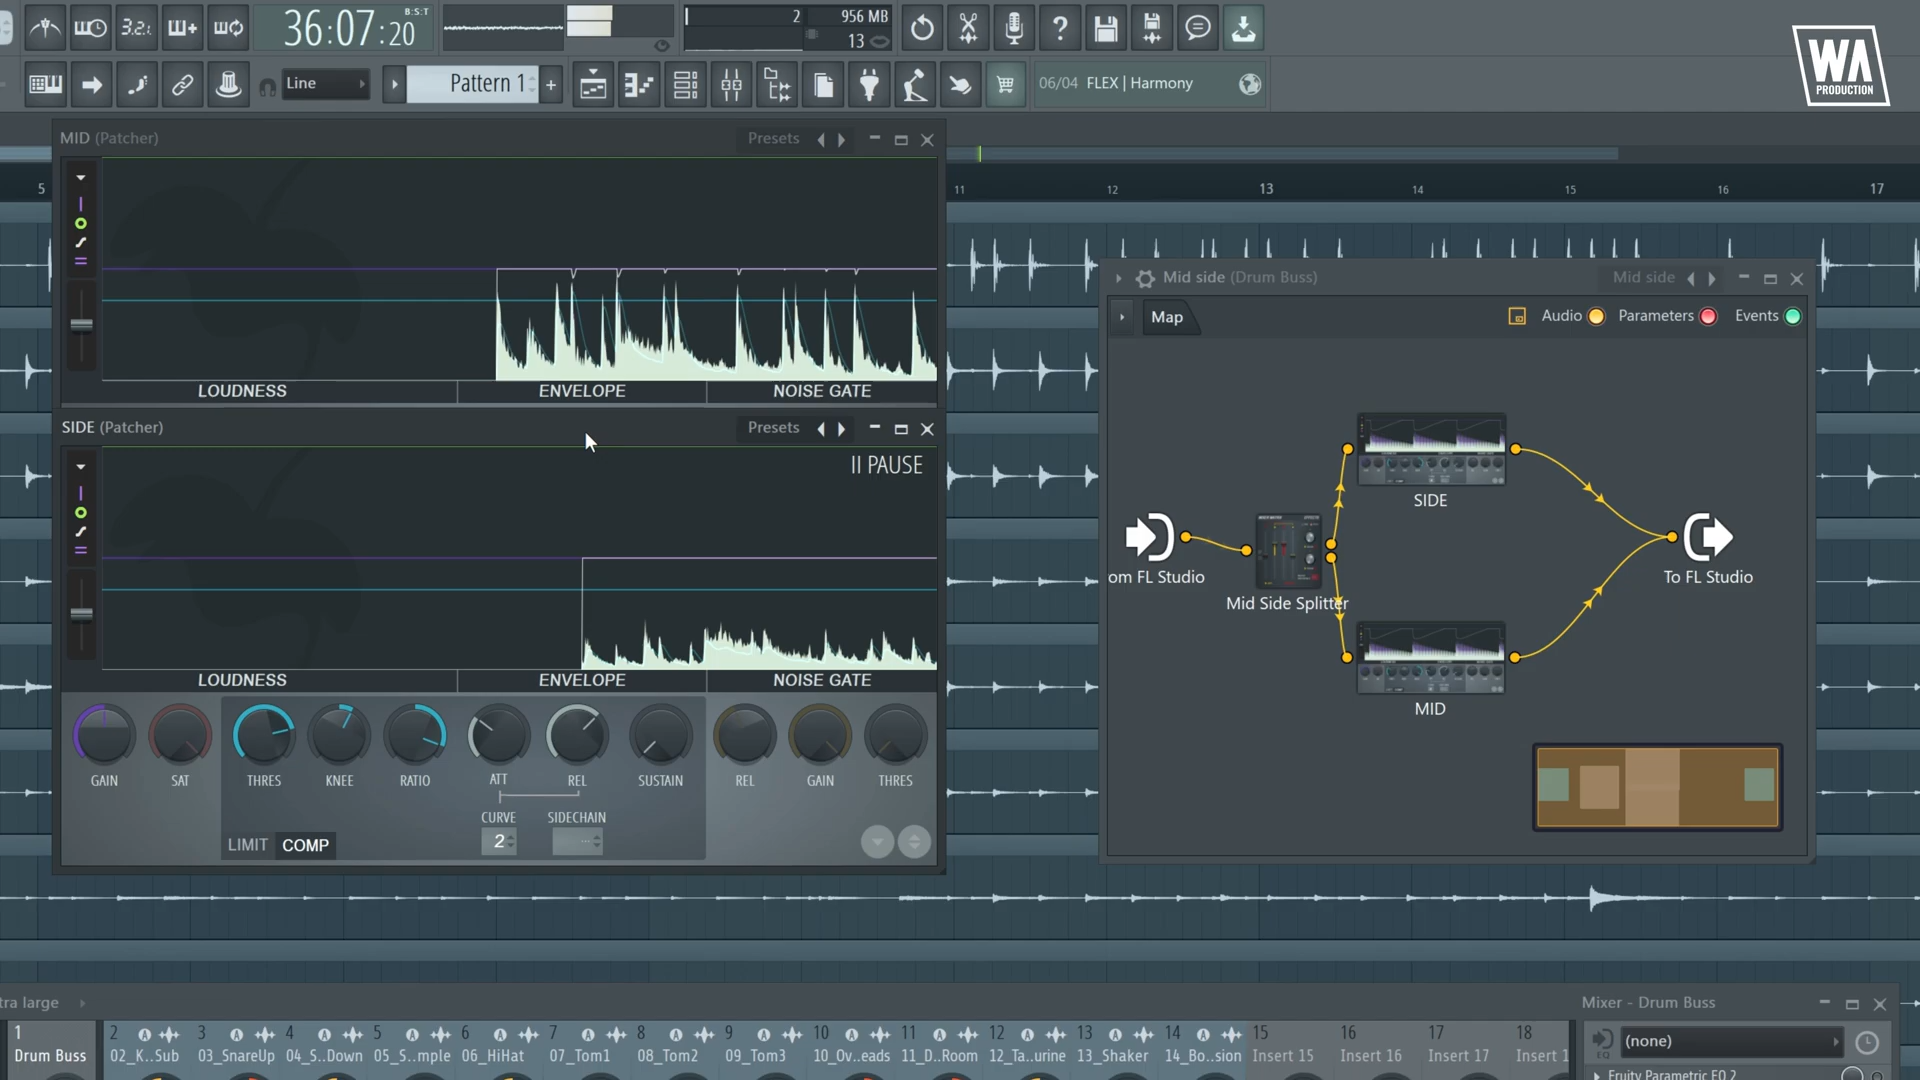 3.2.
36:07:20
B:S:T
2
956 MB
13
WA
PRODUCTION
Line
Pattern 1
+
06/04 FLEX | Harmony
MID (Patcher)
Presets
5
11
12
13
14
15
16
17
LOUDNESS
ENVELOPE
NOISE GATE
SIDE (Patcher)
Presets
II PAUSE
LOUDNESS
ENVELOPE
NOISE GATE
GAIN
SAT
THRES
KNEE
RATIO
ATT
REL
SUSTAIN
REL
GAIN
THRES
CURVE
SIDECHAIN
LIMIT
COMP
2
Mid side (Drum Buss)
Mid side
Map
Audio
Parameters
Events
SIDE
om FL Studio
Mid Side Splitter
To FL Studio
MID
tra large
Mixer - Drum Buss
1
2
3
4
5
6
7
8
9
10
11
12
13
14
15
16
17
18
Drum Buss
02_K..Sub
03_SnareUp
04_S..Down
05_S..mple
06_HiHat
07_Tom1
08_Tom2
09_Tom3
10_Ov..eads
11_D..Room
12_Ta..urine
13_Shaker
14_Bo..sion
Insert 15
Insert 16
Insert 17
Insert 1
(none)
EQ
Fruity Parametric EQ 2